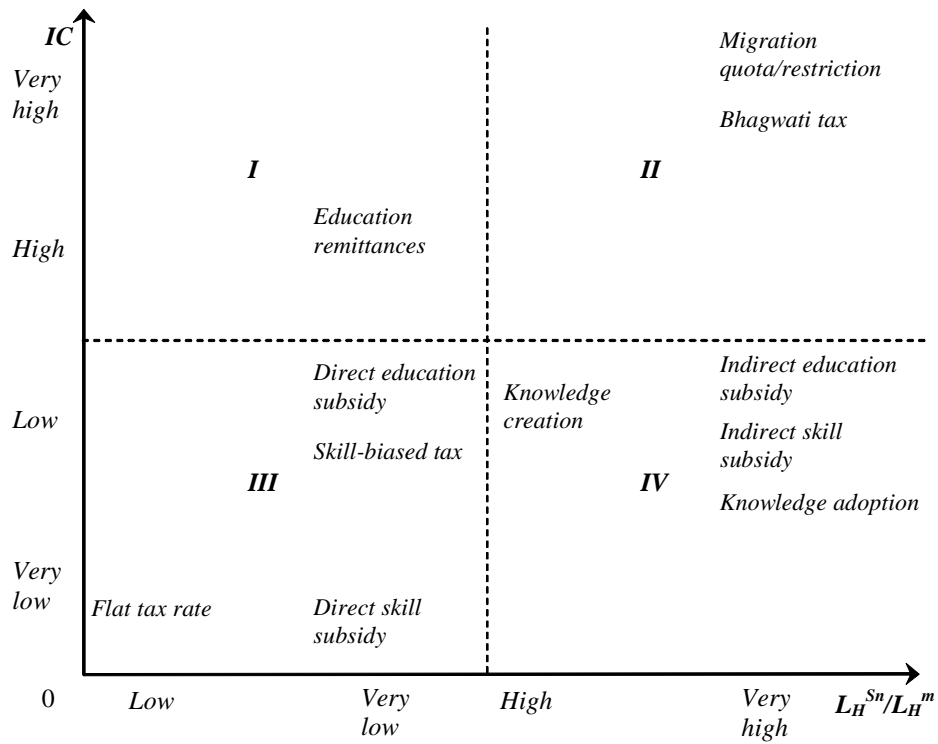 IC
Very
high
Migration
quota/restriction
Bhagwati tax
I
II
Education
remittances
High
Direct education
subsidy
Knowledge
creation
Indirect education
subsidy
Low
Skill-biased tax
Indirect skill
subsidy
III
IV
Knowledge adoption
Very
low
Flat tax rate
Direct skill
subsidy
0
Low
Very
low
High
Very
high
L_H^Sn/L_H^m